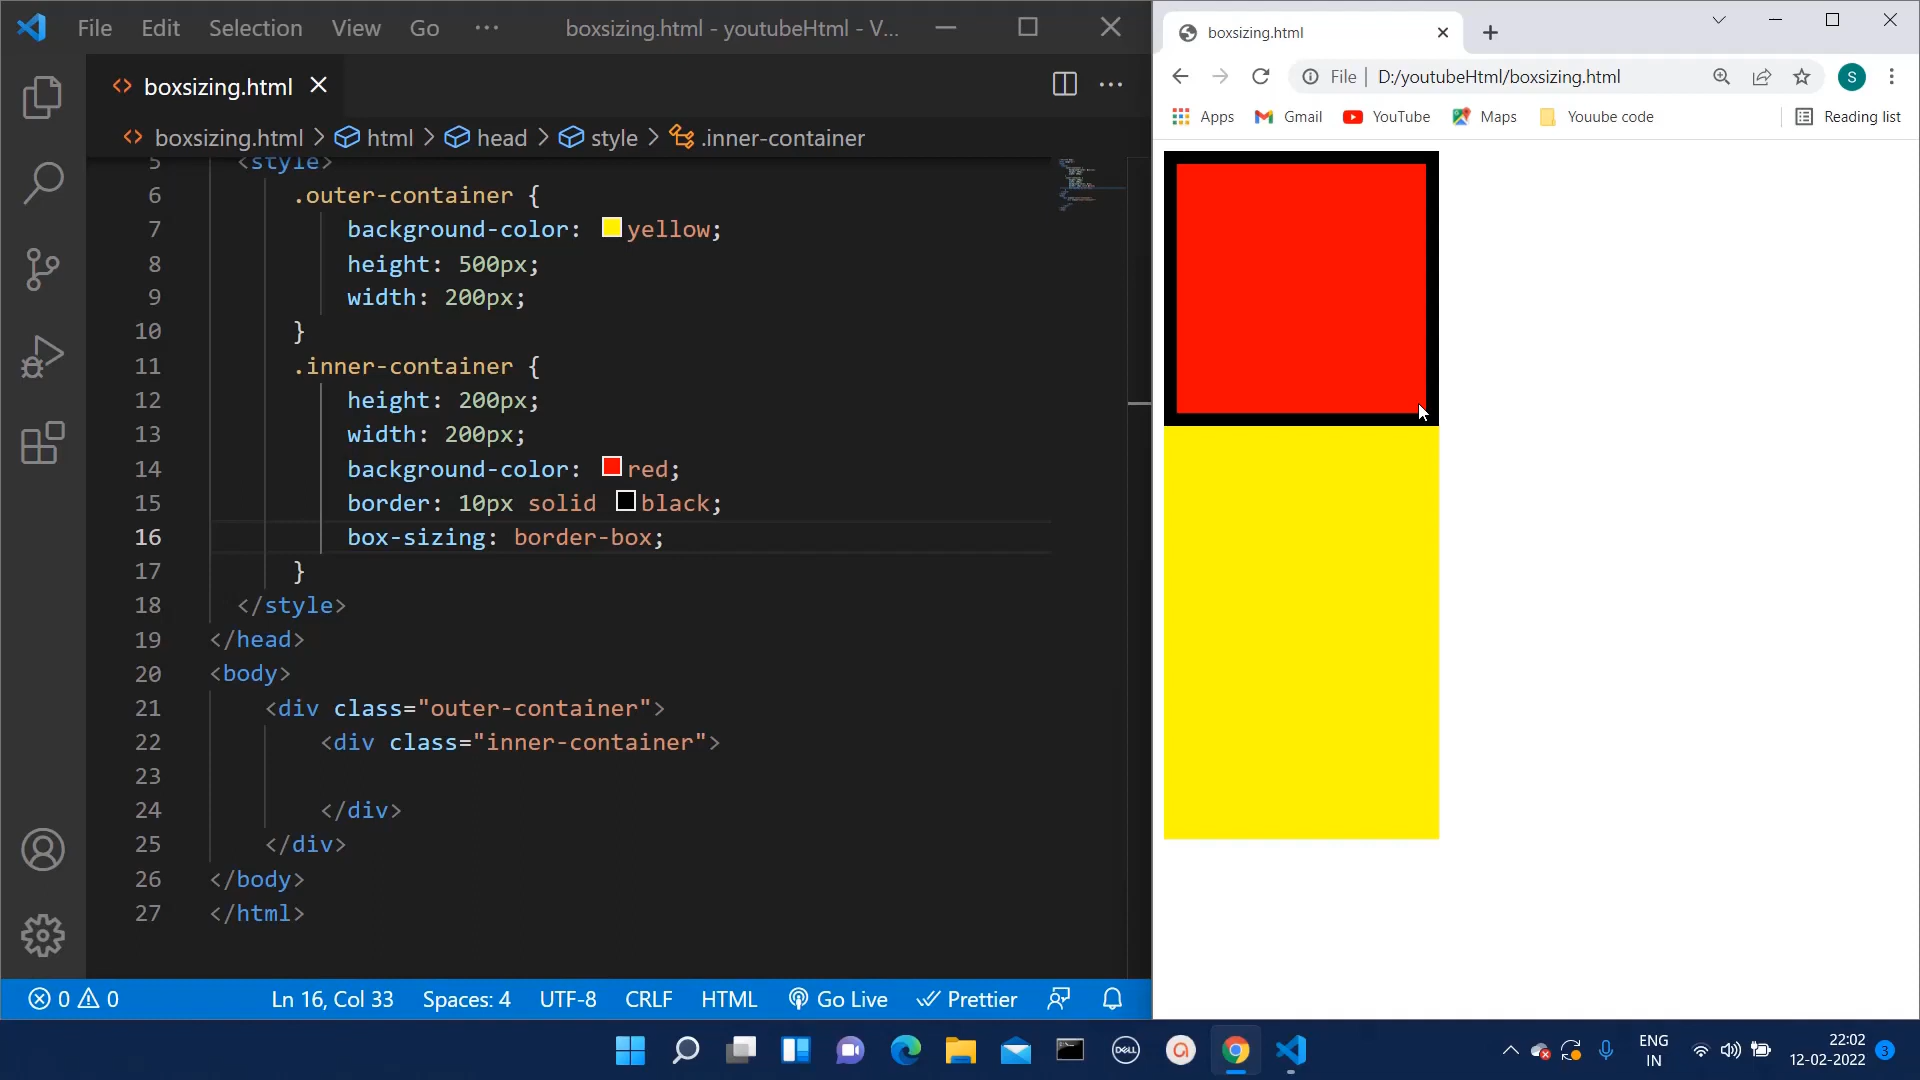 File Edit Selection View Go ··· boxsizing.html - youtubeHtml - V...
boxsizing.html
boxsizing.html > html > head > style > .inner-container
5 <style>
6 .outer-container {
7 background-color: yellow;
8 height: 500px;
9 width: 200px;
10 }
11 .inner-container {
12 height: 200px;
13 width: 200px;
14 background-color: red;
15 border: 10px solid black;
16 box-sizing: border-box;
17 }
18 </style>
19 </head>
20 <body>
21 <div class="outer-container">
22 <div class="inner-container">
23
24 </div>
25 </div>
26 </body>
27 </html>
0 0 Ln 16, Col 33 Spaces: 4 UTF-8 CRLF HTML Go Live Prettier
boxsizing.html
File D:/youtubeHtml/boxsizing.html S
Apps Gmail YouTube Maps Youube code Reading list
DELL
ENG
IN
22:02
12-02-2022 3